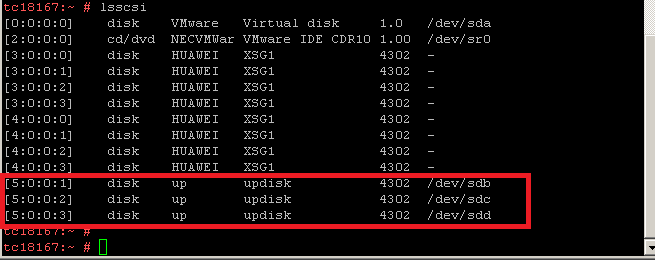 tc18167:~ # lsscsi
[0:0:0:0] disk VMware Virtual disk 1.0 /dev/sda
[2:0:0:0] cd/dvd NECVMWar VMware IDE CDR10 1.00 /dev/sr0
[3:0:0:0] disk HUAWEI XSG1 4302 -
[3:0:0:1] disk HUAWEI XSG1 4302 -
[3:0:0:2] disk HUAWEI XSG1 4302 -
[3:0:0:3] disk HUAWEI XSG1 4302 -
[4:0:0:0] disk HUAWEI XSG1 4302 -
[4:0:0:1] disk HUAWEI XSG1 4302 -
[4:0:0:2] disk HUAWEI XSG1 4302 -
[4:0:0:3] disk HUAWEI XSG1 4302 -
[5:0:0:1] disk up updisk 4302 /dev/sdb
[5:0:0:2] disk up updisk 4302 /dev/sdc
[5:0:0:3] disk up updisk 4302 /dev/sdd
tc18167:~ #
tc18167:~ #